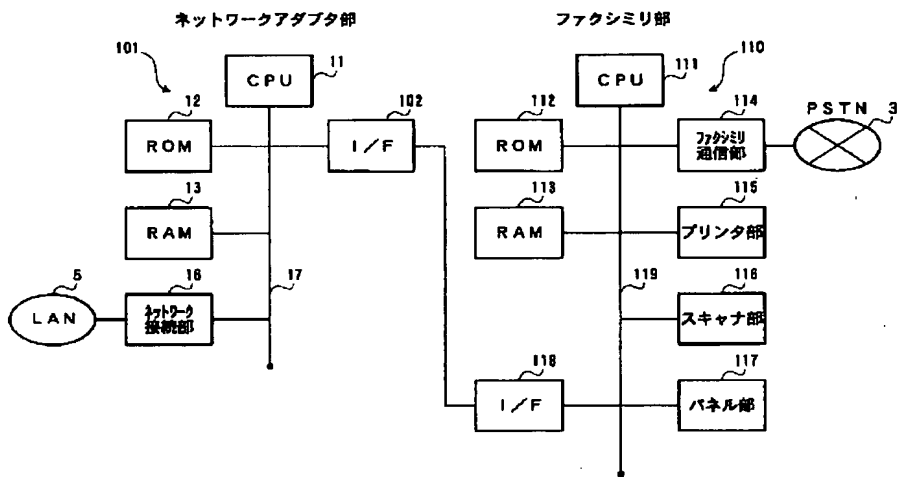 ネットワークアダプタ部
ファクシミリ部
101
11
CPU
12
ROM
102
I/F
13
RAM
5
LAN
16
ネットワーク
接続部
17
111
CPU
110
112
ROM
114
ファクシミリ
通信部
PSTN
3
113
RAM
115
プリンタ部
119
116
スキャナ部
118
I/F
117
パネル部